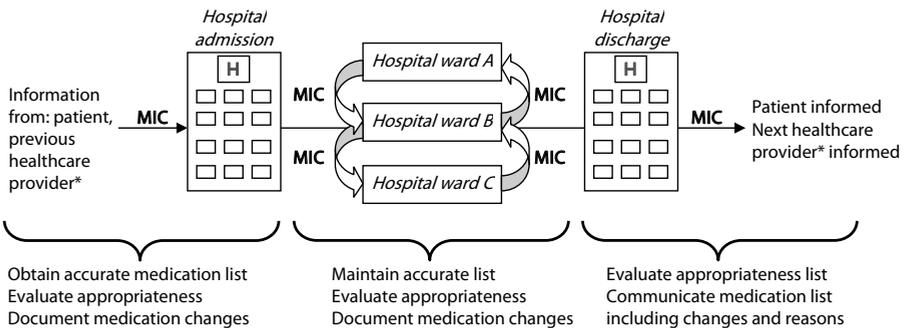 Hospital
admission
H
Information
from: patient,
previous
healthcare
provider*
MIC
MIC
MIC
Hospital ward A
Hospital ward B
Hospital ward C
MIC
MIC
Hospital
discharge
H
MIC
Patient informed
Next healthcare
provider* informed
Obtain accurate medication list
Evaluate appropriateness
Document medication changes
Maintain accurate list
Evaluate appropriateness
Document medication changes
Evaluate appropriateness list
Communicate medication list
including changes and reasons